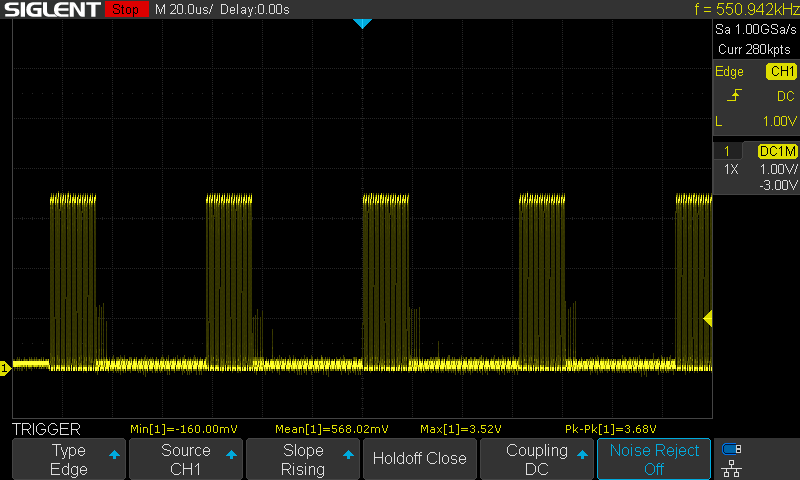 SIGLENT Stop M 20.0us/ Delay:0.00s f = 550.942kHz
Sa 1.00GSa/s
Curr 280kpts
Edge CH1
DC
L 1.00V
1 DC1M
1X 1.00V/
-3.00V
1
TRIGGER Min[1]=-160.00mV Mean[1]=568.02mV Max[1]=3.52V Pk-Pk[1]=3.68V
Type Source Slope Holdoff Close Coupling Noise Reject
Edge CH1 Rising DC Off